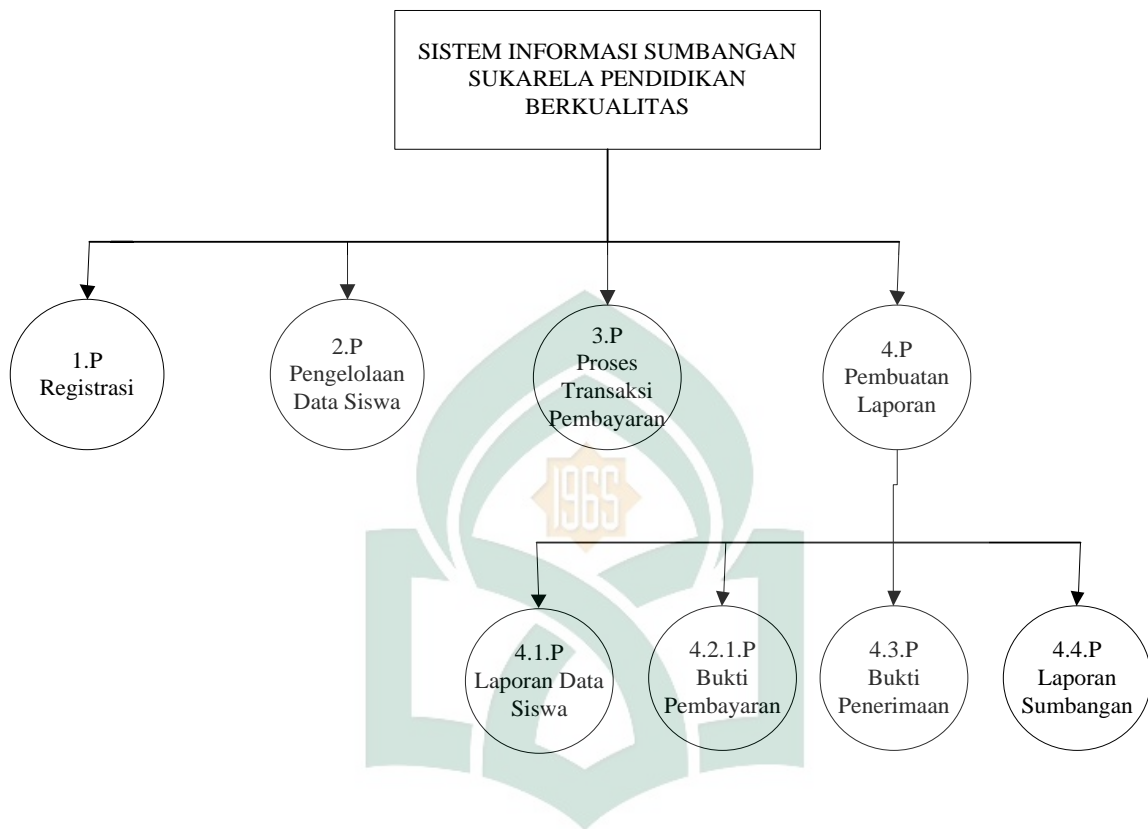 SISTEM INFORMASI SUMBANGAN
SUKARELA PENDIDIKAN
BERKUALITAS
1.P
Registrasi
2.P
Pengelolaan
Data Siswa
3.P
Proses
Transaksi
Pembayaran
4.P
Pembuatan
Laporan
1965
4.1.P
Laporan Data
Siswa
4.2.1.P
Bukti
Pembayaran
4.3.P
Bukti
Penerimaan
4.4.P
Laporan
Sumbangan